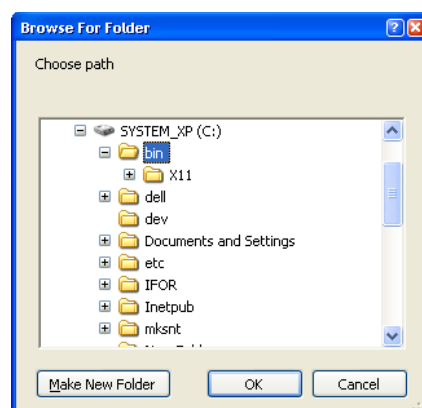 Browse For Folder
Choose path
SYSTEM_XP (C:)
bin
X11
dell
dev
Documents and Settings
etc
IFOR
Inetpub
mksnt
Make New Folder
OK
Cancel